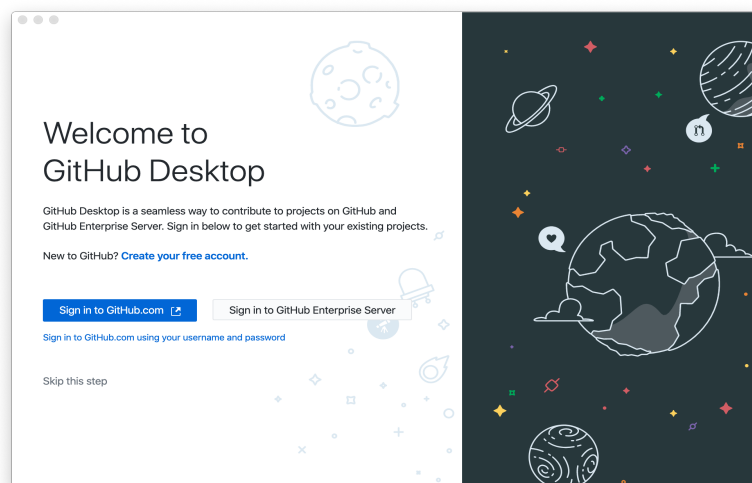 Welcome to
GitHub Desktop
GitHub Desktop is a seamless way to contribute to projects on GitHub and
GitHub Enterprise Server. Sign in below to get started with your existing projects.
New to GitHub? Create your free account.
Sign in to GitHub.com
Sign in to GitHub Enterprise Server
Sign in to GitHub.com using your username and password
Skip this step